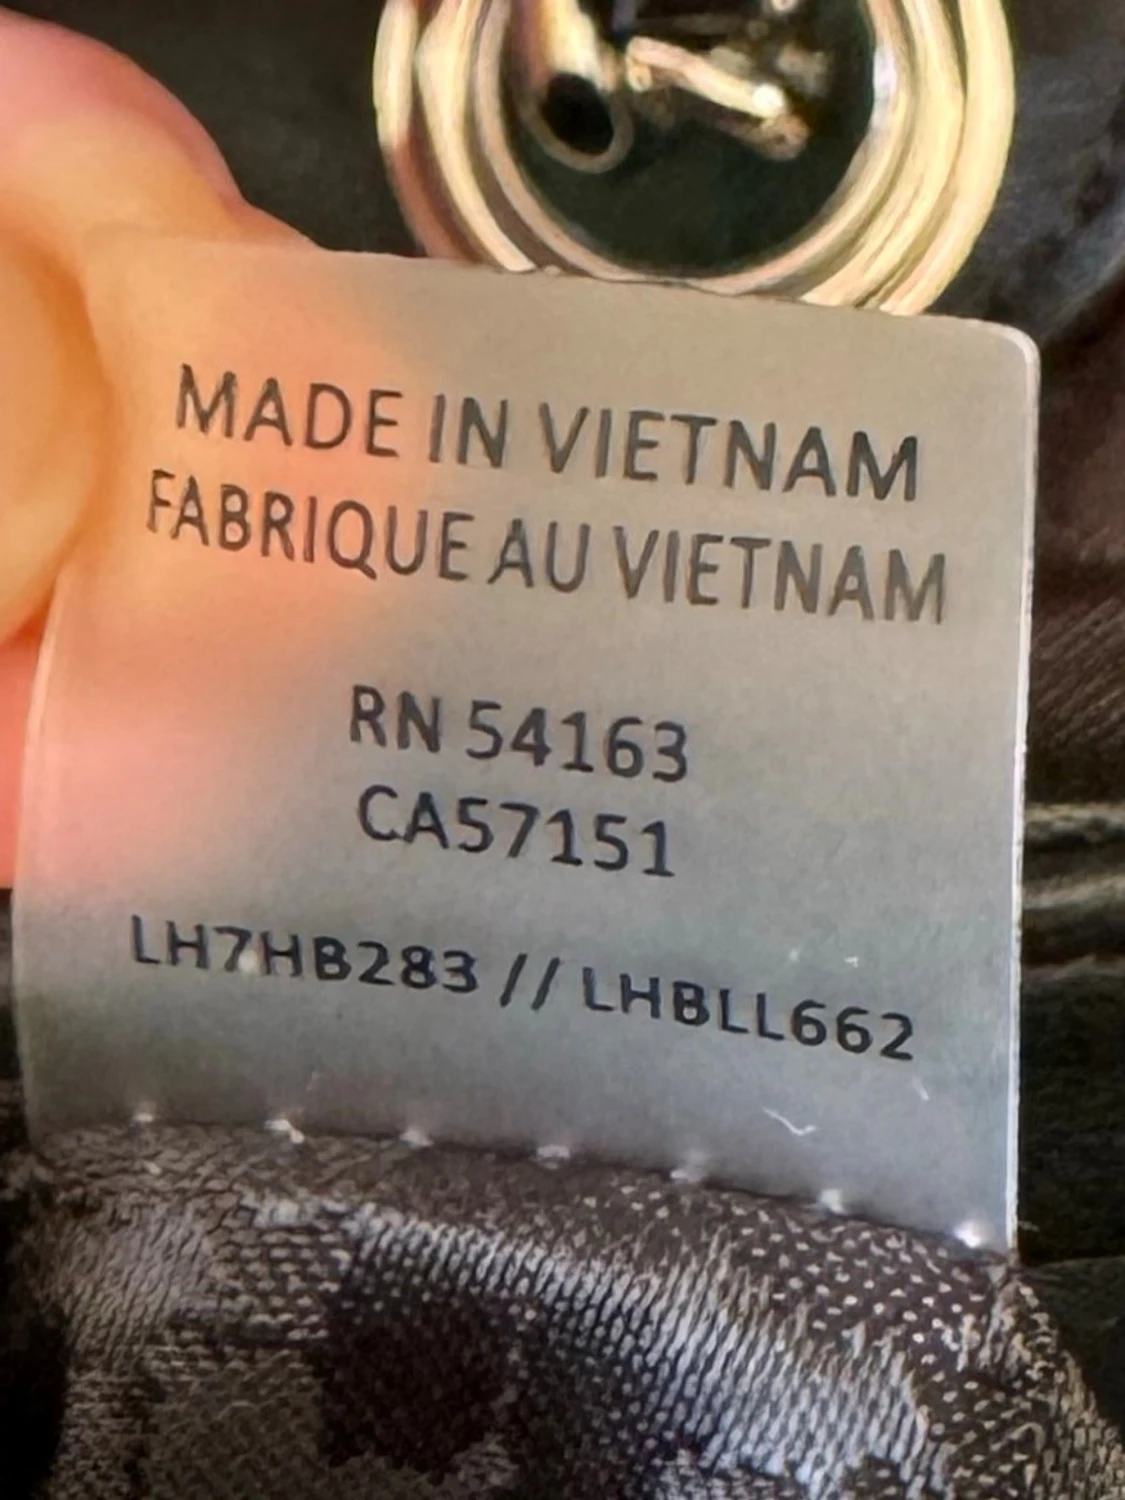 MADE IN VIETNAM
FABRIQUE AU VIETNAM
RN 54163
CA57151
LH7HB283 // LHBLL662